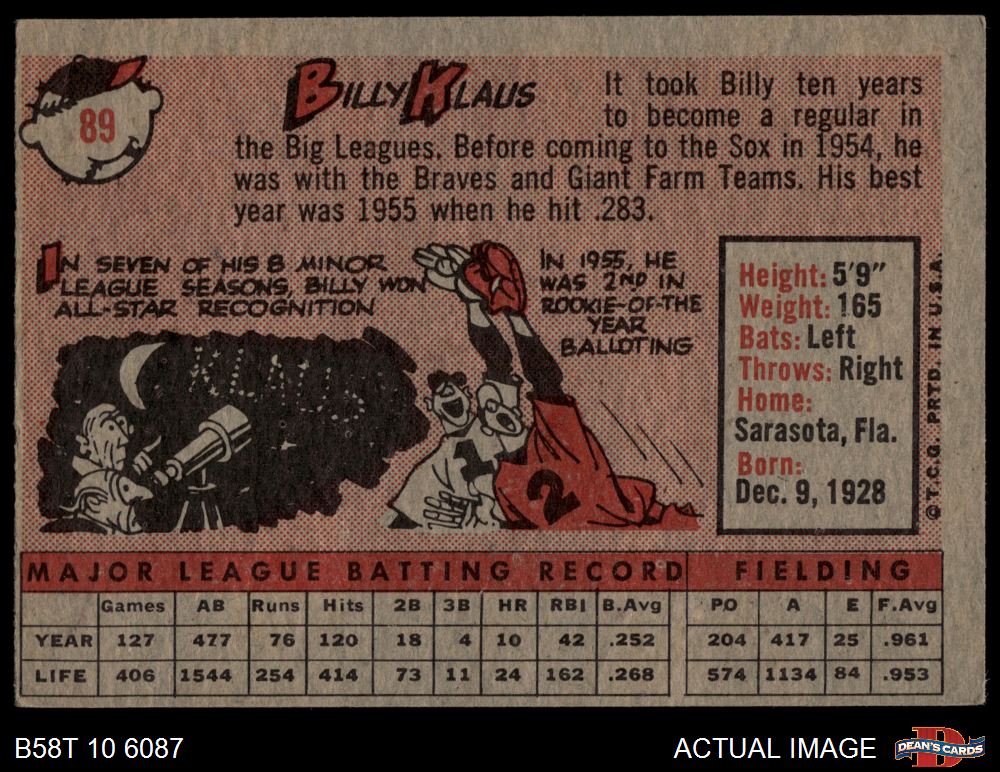 89
BILLY KLAUS
It took Billy ten years
to become a regular in
the Big Leagues. Before coming to the Sox in 1954, he
was with the Braves and Giant Farm Teams. His best
year was 1955 when he hit .283.
IN SEVEN OF HIS 8 MINOR
LEAGUE SEASONS, BILLY WON
ALL-STAR RECOGNITION
KLAUS
IN 1955, HE
WAS 2ND IN
ROOKIE-OF-THE
YEAR
BALLOTING
1
2
Height: 5'9"
Weight: 165
Bats: Left
Throws: Right
Home:
Sarasota, Fla.
Born:
Dec. 9, 1928
© T.C.G. PRTD. IN U.S.A.
MAJOR LEAGUE BATTING RECORD FIELDING
Games AB Runs Hits 2B 3B HR RBI B.Avg PO A E F.Avg
YEAR 127 477 76 120 18 4 10 42 .252 204 417 25 .961
LIFE 406 1544 254 414 73 11 24 162 .268 574 1134 84 .953
B58T 10 6087
ACTUAL IMAGE
D
DEAN'S CARDS